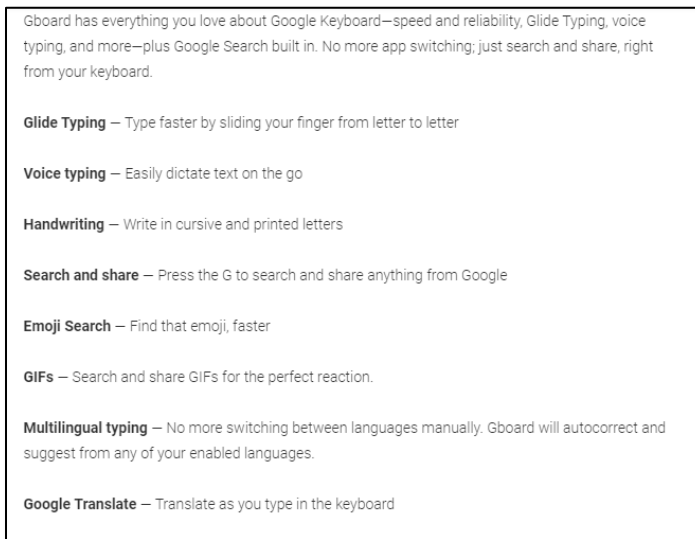 Gboard has everything you love about Google Keyboard—speed and reliability, Glide Typing, voice
typing, and more—plus Google Search built in. No more app switching; just search and share, right
from your keyboard.
Glide Typing — Type faster by sliding your finger from letter to letter
Voice typing — Easily dictate text on the go
Handwriting — Write in cursive and printed letters
Search and share — Press the G to search and share anything from Google
Emoji Search — Find that emoji, faster
GIFs — Search and share GIFs for the perfect reaction.
Multilingual typing — No more switching between languages manually. Gboard will autocorrect and
suggest from any of your enabled languages.
Google Translate — Translate as you type in the keyboard